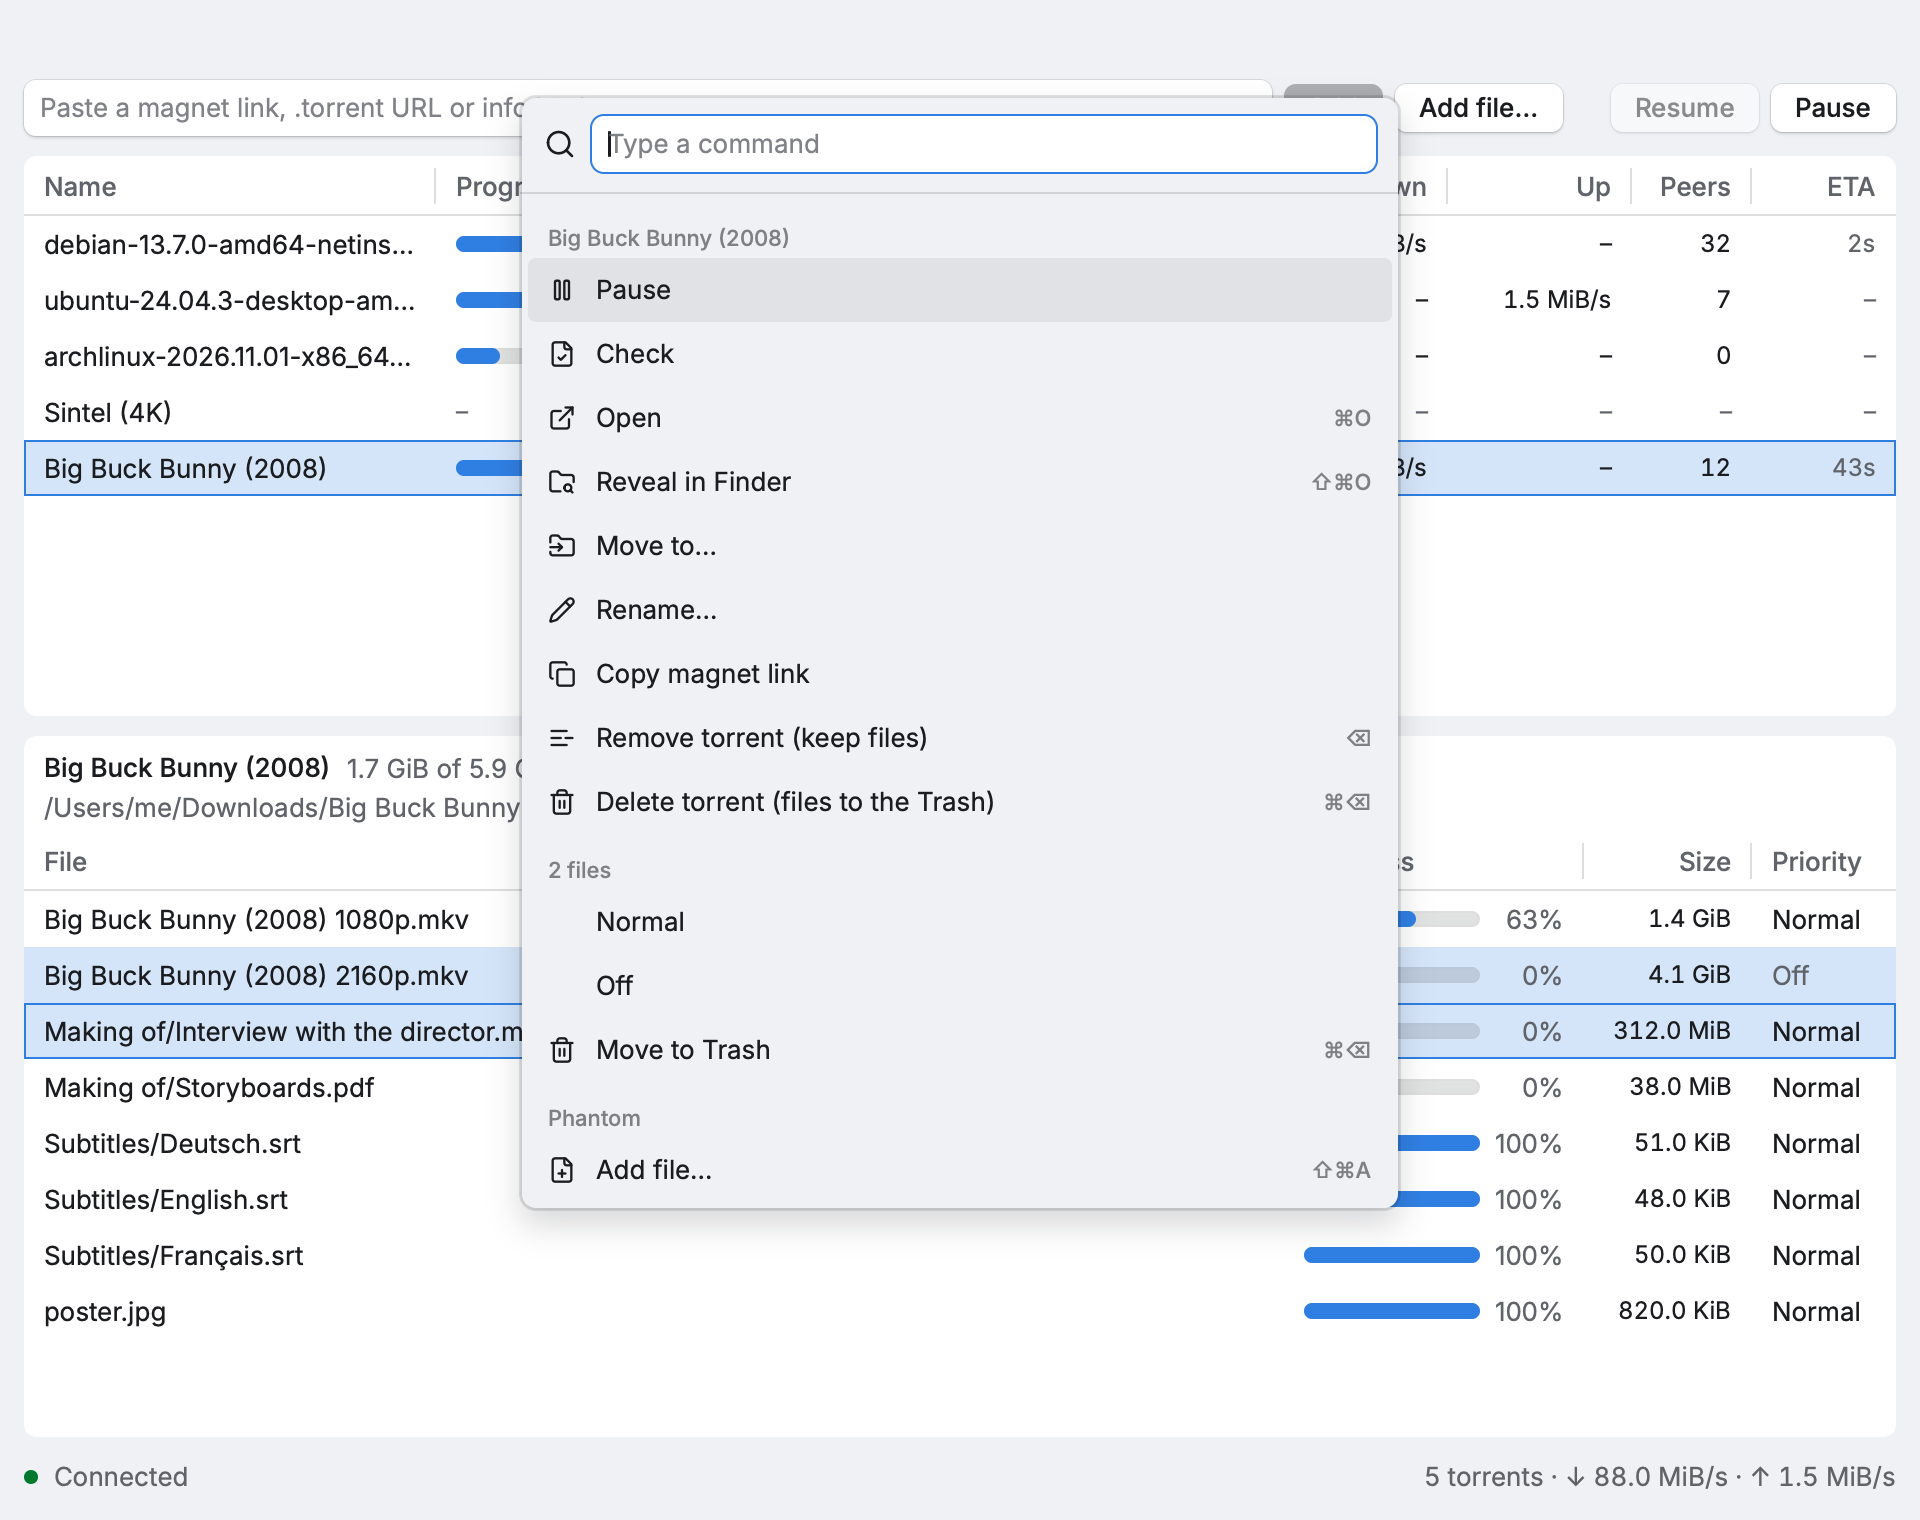 Paste a magnet link, .torrent URL or info
Add file...
Resume
Pause
Type a command
Name
Up
Peers
ETA
debian-13.7.0-amd64-netins...
– 32 2s
ubuntu-24.04.3-desktop-am...
– 1.5 MiB/s 7 –
archlinux-2026.11.01-x86_64...
– – 0 –
Sintel (4K) –
– – – –
Big Buck Bunny (2008)
– 12 43s
Big Buck Bunny (2008)
Pause
Check
Open ⌘O
Reveal in Finder ⇧⌘O
Move to...
Rename...
Copy magnet link
Remove torrent (keep files) ⌫
Delete torrent (files to the Trash) ⌘⌫
2 files
Normal
Off
Move to Trash ⌘⌫
Phantom
Add file... ⇧⌘A
Big Buck Bunny (2008) 1.7 GiB of 5.9
/Users/me/Downloads/Big Buck Bunny
File Size Priority
Big Buck Bunny (2008) 1080p.mkv 63% 1.4 GiB Normal
Big Buck Bunny (2008) 2160p.mkv 0% 4.1 GiB Off
Making of/Interview with the director.m 0% 312.0 MiB Normal
Making of/Storyboards.pdf 0% 38.0 MiB Normal
Subtitles/Deutsch.srt 100% 51.0 KiB Normal
Subtitles/English.srt 100% 48.0 KiB Normal
Subtitles/Français.srt 100% 50.0 KiB Normal
poster.jpg 100% 820.0 KiB Normal
Connected
5 torrents · ↓ 88.0 MiB/s · ↑ 1.5 MiB/s